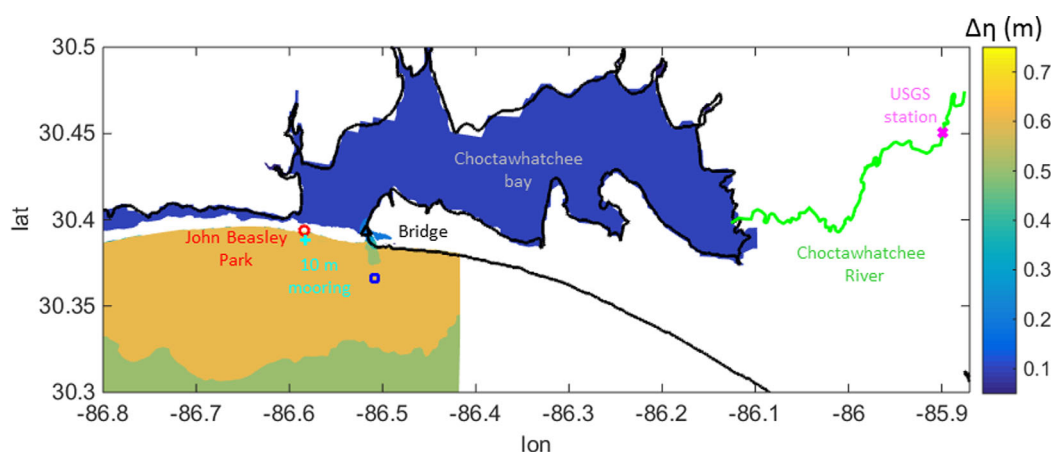 Δη (m)
30.5
30.45
30.4
30.35
30.3
lat
-86.8
-86.7
-86.6
-86.5
-86.4
-86.3
-86.2
-86.1
-86
-85.9
lon
John Beasley
Park
10 m
mooring
Bridge
Choctawhatchee
bay
USGS
station
Choctawhatchee
River
0.7
0.6
0.5
0.4
0.3
0.2
0.1